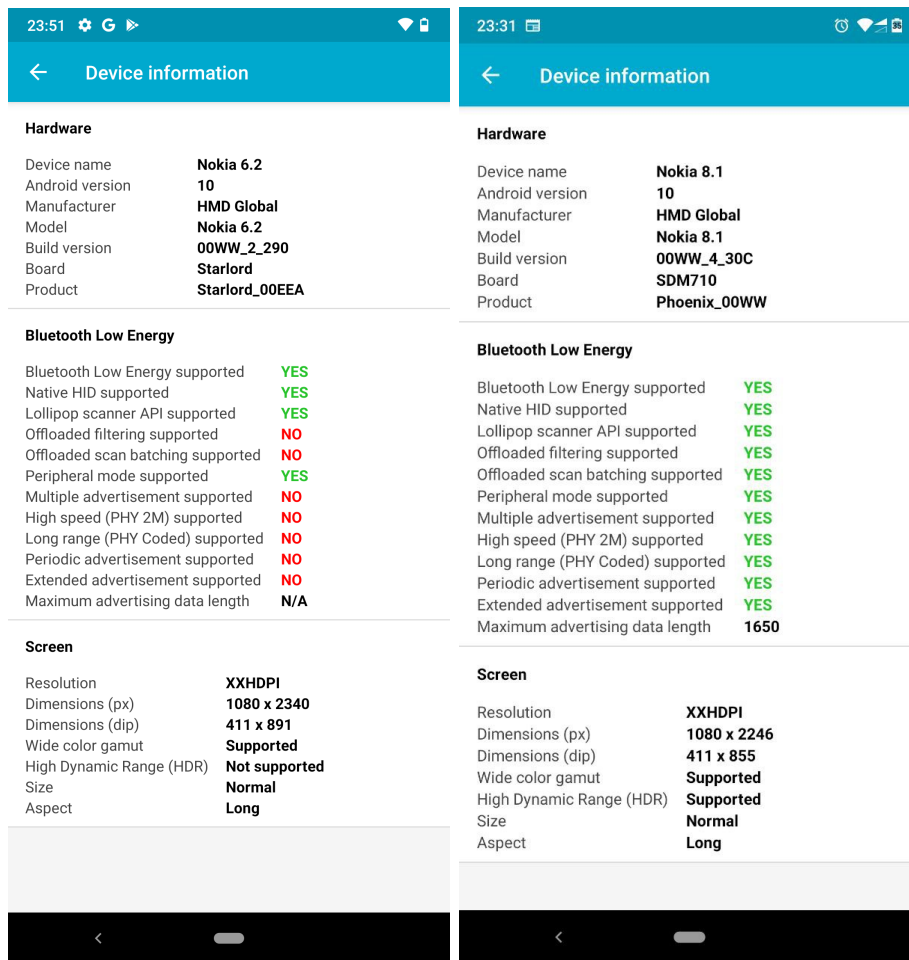 23:51
Device information
Hardware
Device name Nokia 6.2
Android version 10
Manufacturer HMD Global
Model Nokia 6.2
Build version 00WW_2_290
Board Starlord
Product Starlord_00EEA
Bluetooth Low Energy
Bluetooth Low Energy supported YES
Native HID supported YES
Lollipop scanner API supported YES
Offloaded filtering supported NO
Offloaded scan batching supported NO
Peripheral mode supported YES
Multiple advertisement supported NO
High speed (PHY 2M) supported NO
Long range (PHY Coded) supported NO
Periodic advertisement supported NO
Extended advertisement supported NO
Maximum advertising data length N/A
Screen
Resolution XXHDPI
Dimensions (px) 1080 x 2340
Dimensions (dip) 411 x 891
Wide color gamut Supported
High Dynamic Range (HDR) Not supported
Size Normal
Aspect Long
23:31 35
Device information
Hardware
Device name Nokia 8.1
Android version 10
Manufacturer HMD Global
Model Nokia 8.1
Build version 00WW_4_30C
Board SDM710
Product Phoenix_00WW
Bluetooth Low Energy
Bluetooth Low Energy supported YES
Native HID supported YES
Lollipop scanner API supported YES
Offloaded filtering supported YES
Offloaded scan batching supported YES
Peripheral mode supported YES
Multiple advertisement supported YES
High speed (PHY 2M) supported YES
Long range (PHY Coded) supported YES
Periodic advertisement supported YES
Extended advertisement supported YES
Maximum advertising data length 1650
Screen
Resolution XXHDPI
Dimensions (px) 1080 x 2246
Dimensions (dip) 411 x 855
Wide color gamut Supported
High Dynamic Range (HDR) Supported
Size Normal
Aspect Long